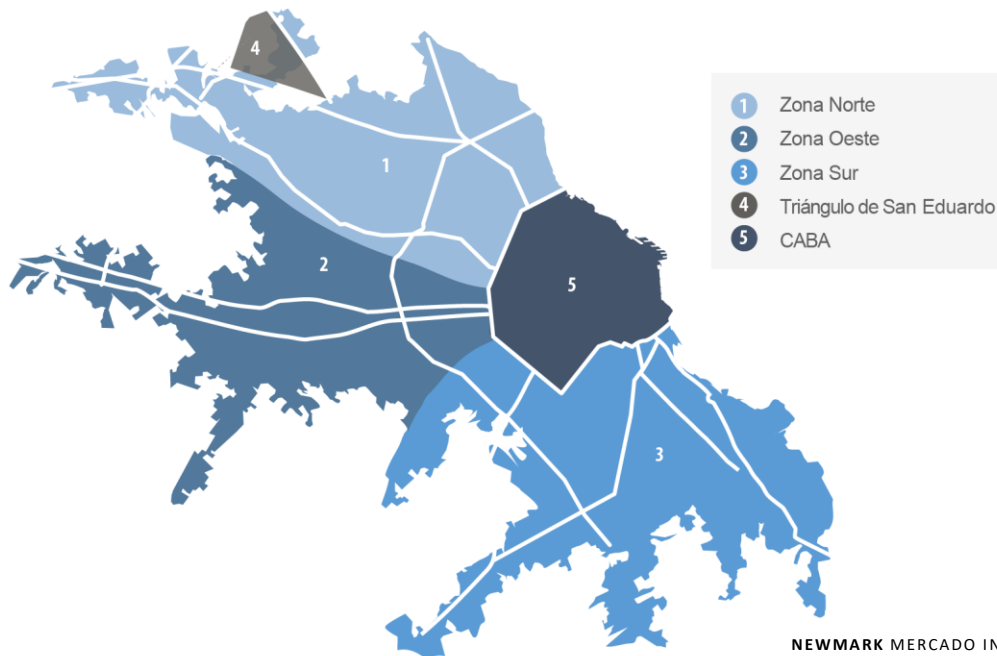 4
1
2
5
3
1 Zona Norte
2 Zona Oeste
3 Zona Sur
4 Triángulo de San Eduardo
5 CABA
NEWMARK MERCADO IN